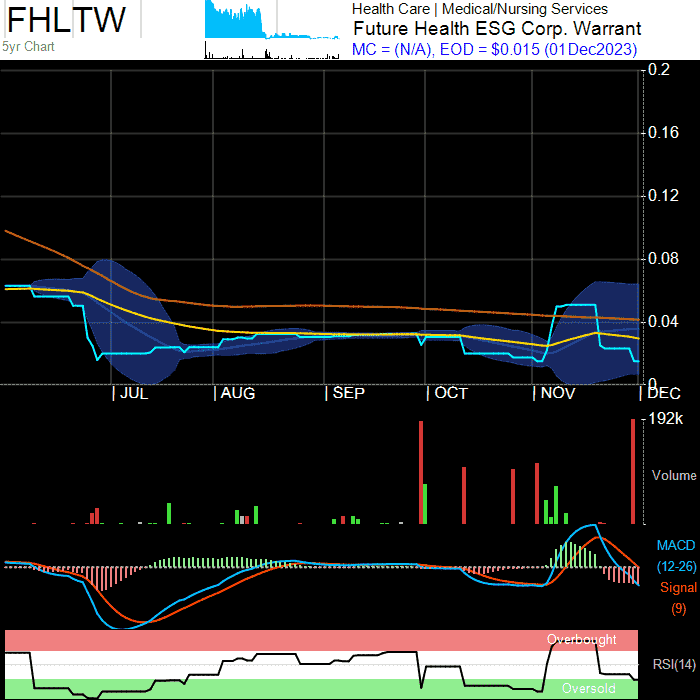 FHLTW
5yr Chart
Health Care | Medical/Nursing Services
Future Health ESG Corp. Warrant
MC = (N/A), EOD = $0.015 (01Dec2023)
0.2
0.16
0.12
0.08
0.04
0
JUL AUG SEP OCT NOV DEC
192k
Volume
MACD
(12-26)
Signal
(9)
Overbought
RSI(14)
Oversold